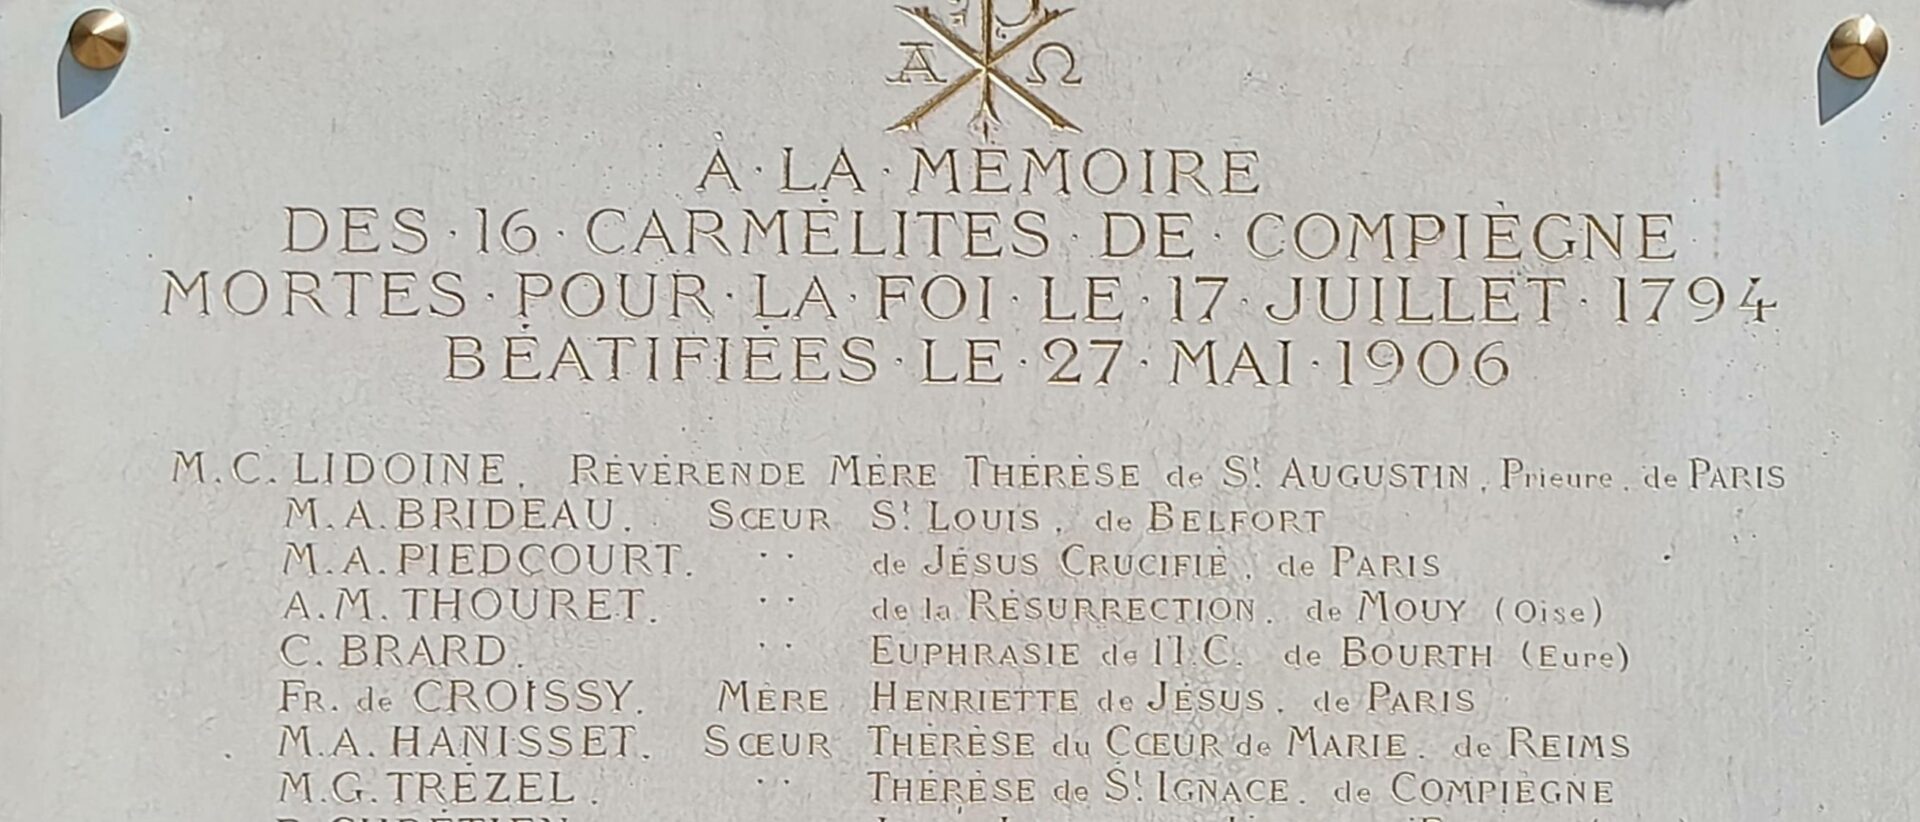 Α Ω
À · LA · MÉMOIRE
DES · 16 · CARMÉLITES · DE · COMPIÈGNE
MORTES · POUR · LA · FOI · LE · 17 · JUILLET · 1794
BÉATIFIÉES · LE · 27 · MAI · 1906
M. C. LIDOINE. RÉVÉRENDE MÈRE THÉRÈSE de St. AUGUSTIN. Prieure. de PARIS
M. A. BRIDEAU. SŒUR St. LOUIS. de BELFORT
M. A. PIEDCOURT. ·· de JÉSUS CRUCIFIÉ. de PARIS
A. M. THOURET. ·· de la RÉSURRECTION. de MOUY (Oise)
C. BRARD. ·· EUPHRASIE de l'I.C. de BOURTH (Eure)
FR. de CROISSY. MÈRE HENRIETTE de JÉSUS. de PARIS
M. A. HANISSET. SŒUR THÉRÈSE du CŒUR de MARIE. de REIMS
M. G. TRÉZEL. ·· THÉRÈSE de St. IGNACE. de COMPIÈGNE